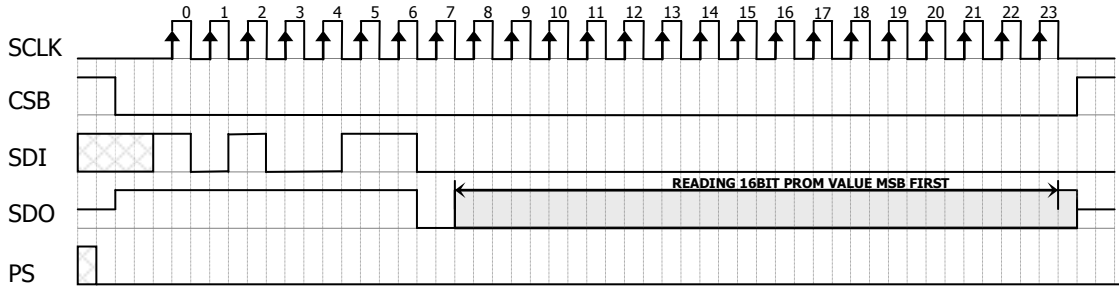 0 1 2 3 4 5 6 7 8 9 10 11 12 13 14 15 16 17 18 19 20 21 22 23
SCLK
CSB
SDI
READING 16BIT PROM VALUE MSB FIRST
SDO
PS